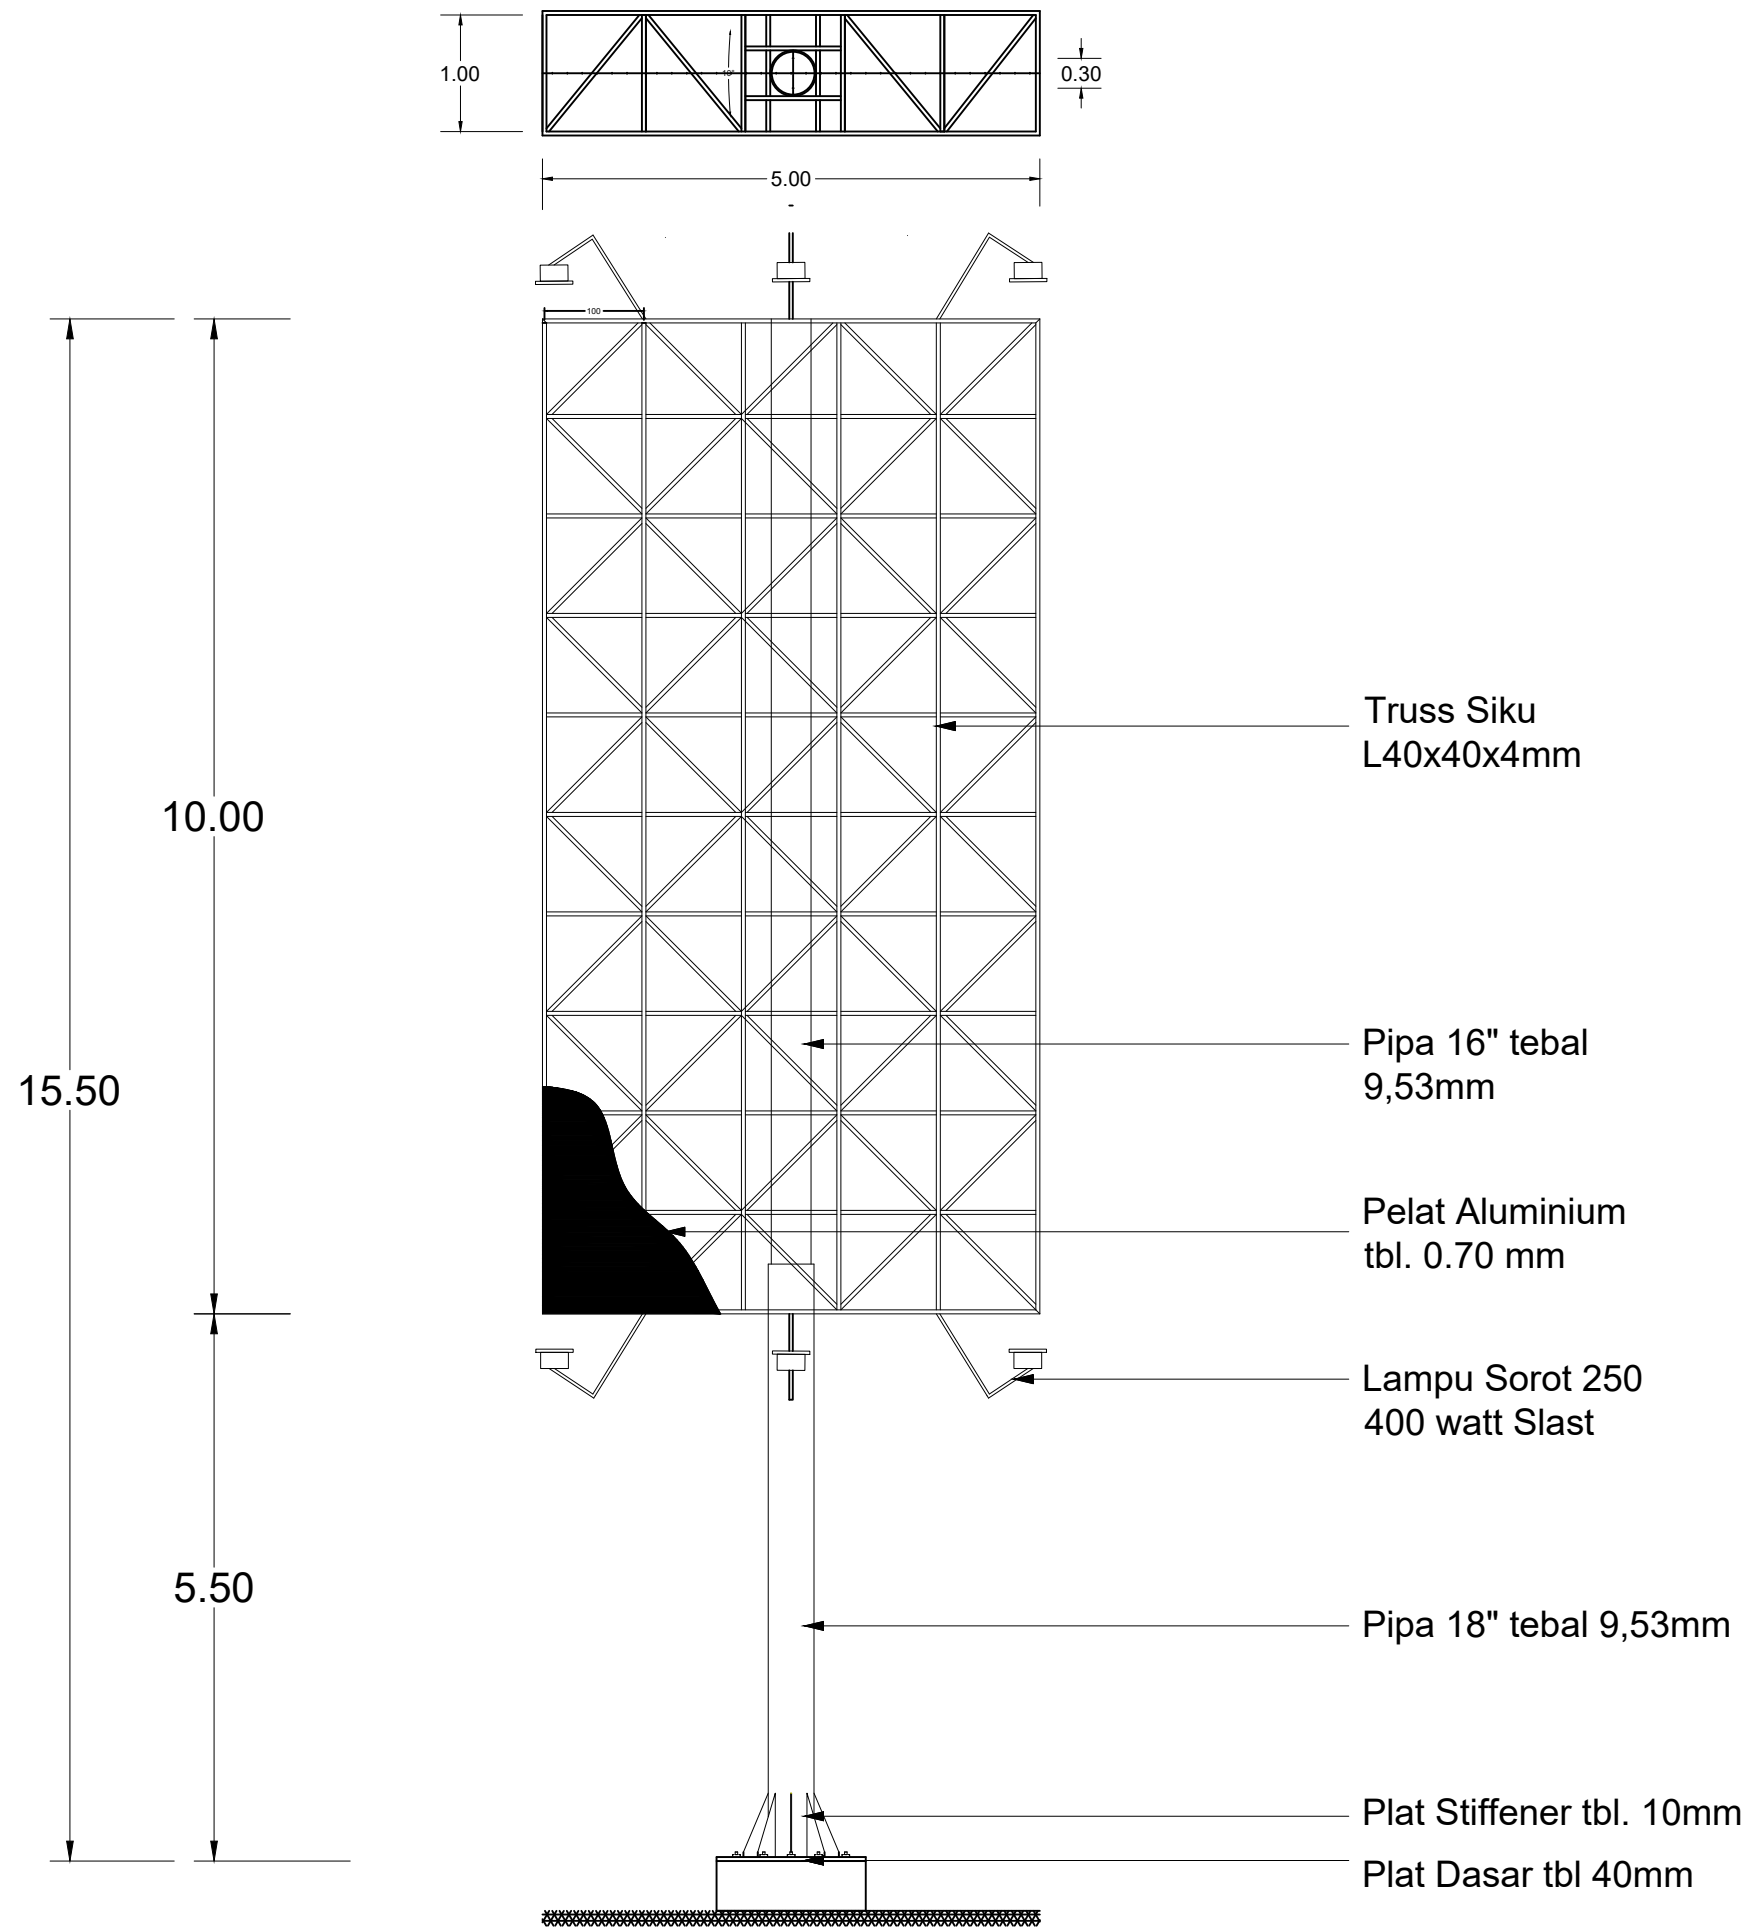 1.00
0.30
5.00
100
10.00
15.50
5.50
Truss Siku
L40x40x4mm
Pipa 16" tebal
9,53mm
Pelat Aluminium
tbl. 0.70 mm
Lampu Sorot 250
400 watt Slast
Pipa 18" tebal 9,53mm
Plat Stiffener tbl. 10mm
Plat Dasar tbl 40mm